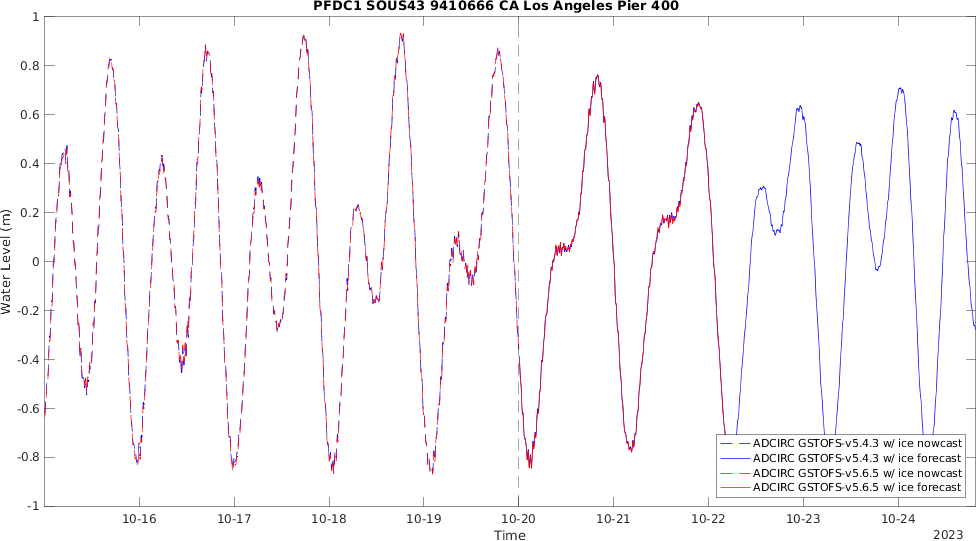 PFDC1 SOUS43 9410666 CA Los Angeles Pier 400
1
0.8
0.6
0.4
0.2
0
-0.2
-0.4
-0.6
-0.8
-1
Water Level (m)
ADCIRC GSTOFS-v5.4.3 w/ ice nowcast
ADCIRC GSTOFS-v5.4.3 w/ ice forecast
ADCIRC GSTOFS-v5.6.5 w/ ice nowcast
ADCIRC GSTOFS-v5.6.5 w/ ice forecast
10-16 10-17 10-18 10-19 10-20 10-21 10-22 10-23 10-24
Time
2023